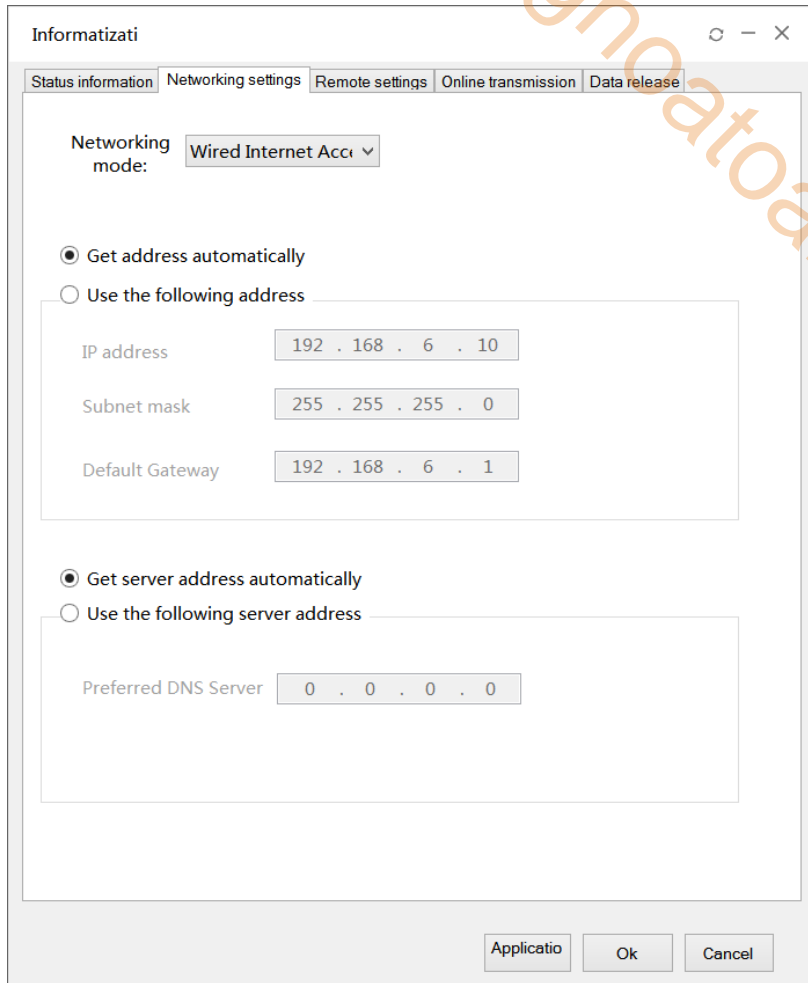 Informatizati
Status information Networking settings Remote settings Online transmission Data release
Networking
mode:
Wired Internet Acce
Get address automatically
Use the following address
IP address 192 . 168 . 6 . 10
Subnet mask 255 . 255 . 255 . 0
Default Gateway 192 . 168 . 6 . 1
Get server address automatically
Use the following server address
Preferred DNS Server 0 . 0 . 0 . 0
Applicatio Ok Cancel